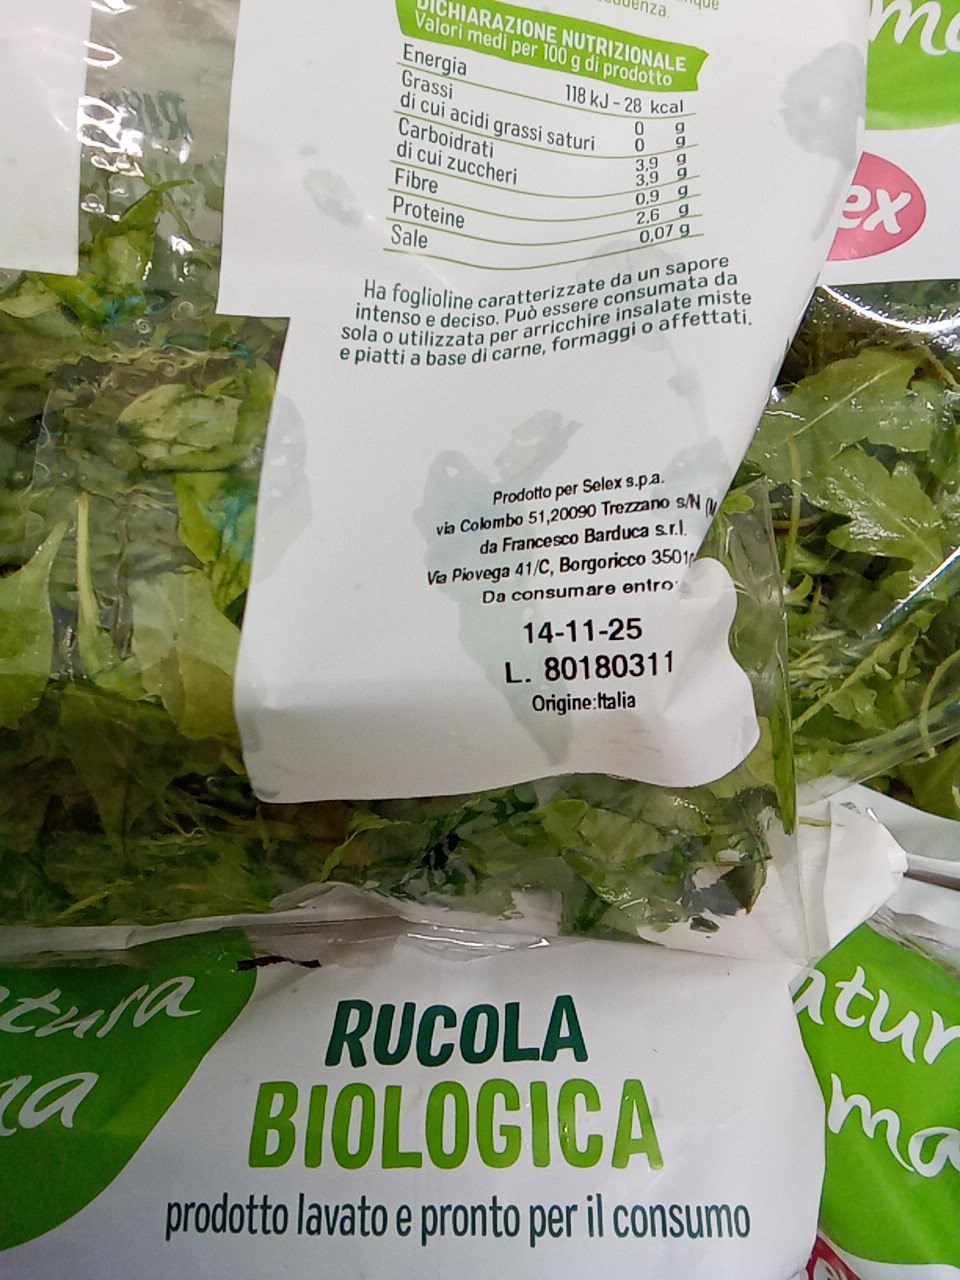 DICHIARAZIONE NUTRIZIONALE
Valori medi per 100 g di prodotto
Energia 118 kJ - 28 kcal
Grassi 0 g
di cui acidi grassi saturi 0 g
Carboidrati 3,9 g
di cui zuccheri 3,9 g
Fibre 0,9 g
Proteine 2,6 g
Sale 0,07 g
Ha foglioline caratterizzate da un sapore
intenso e deciso. Può essere consumata da
sola o utilizzata per arricchire insalate miste
e piatti a base di carne, formaggi o affettati.
Prodotto per Selex s.p.a.
via Colombo 51,20090 Trezzano s/N
da Francesco Barduca s.r.l.
Via Piovega 41/C, Borgoricco 3501
Da consumare entro:
14-11-25
L. 80180311
Origine:Italia
ex
RUCOLA
BIOLOGICA
prodotto lavato e pronto per il consumo